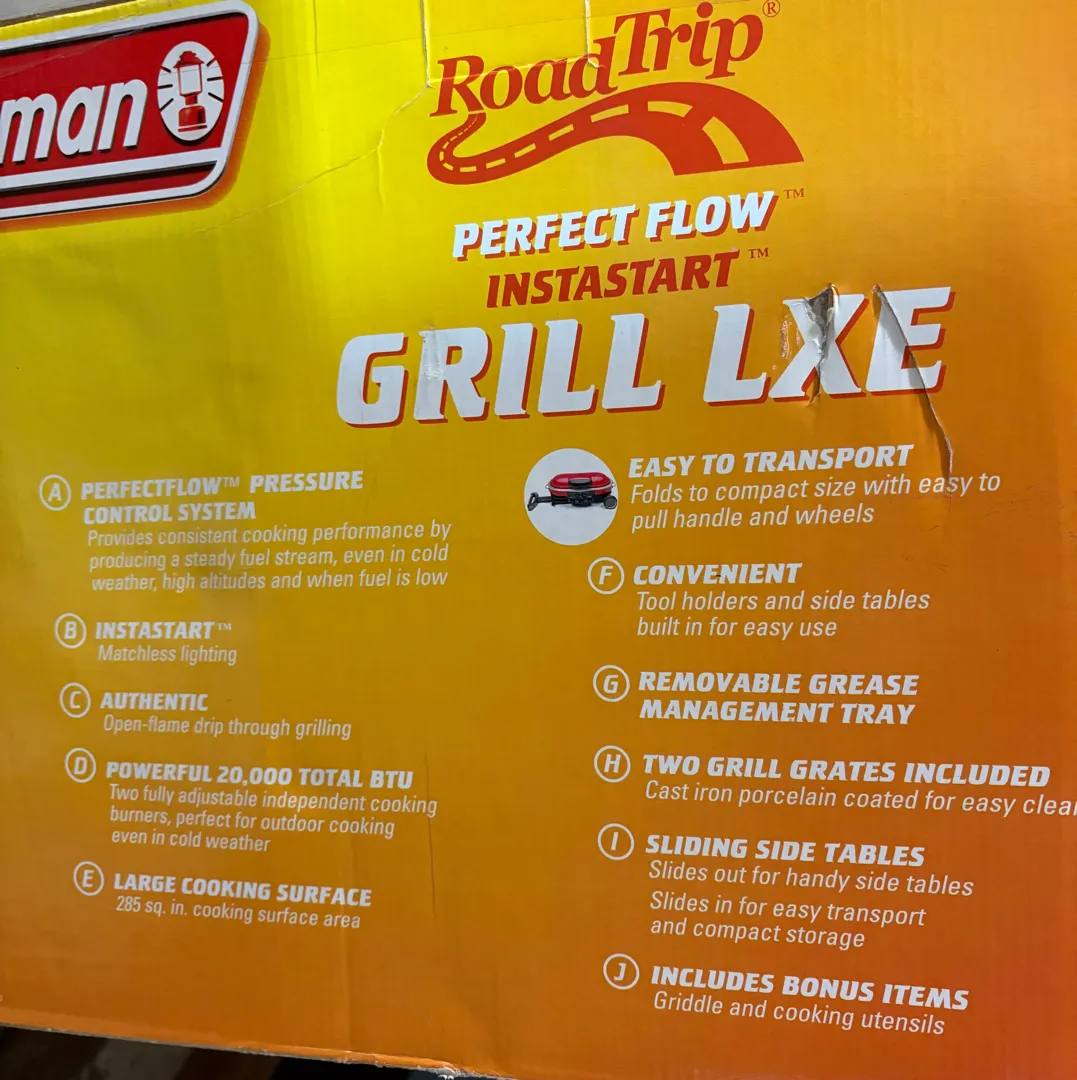 man
RoadTrip®
PERFECT FLOW™
INSTASTART™
GRILL LXE
A PERFECTFLOW™ PRESSURE
CONTROL SYSTEM
Provides consistent cooking performance by
producing a steady fuel stream, even in cold
weather, high altitudes and when fuel is low
B INSTASTART™
Matchless lighting
C AUTHENTIC
Open-flame drip through grilling
D POWERFUL 20,000 TOTAL BTU
Two fully adjustable independent cooking
burners, perfect for outdoor cooking
even in cold weather
E LARGE COOKING SURFACE
285 sq. in. cooking surface area
EASY TO TRANSPORT
Folds to compact size with easy to
pull handle and wheels
F CONVENIENT
Tool holders and side tables
built in for easy use
G REMOVABLE GREASE
MANAGEMENT TRAY
H TWO GRILL GRATES INCLUDED
Cast iron porcelain coated for easy clea
I SLIDING SIDE TABLES
Slides out for handy side tables
Slides in for easy transport
and compact storage
J INCLUDES BONUS ITEMS
Griddle and cooking utensils